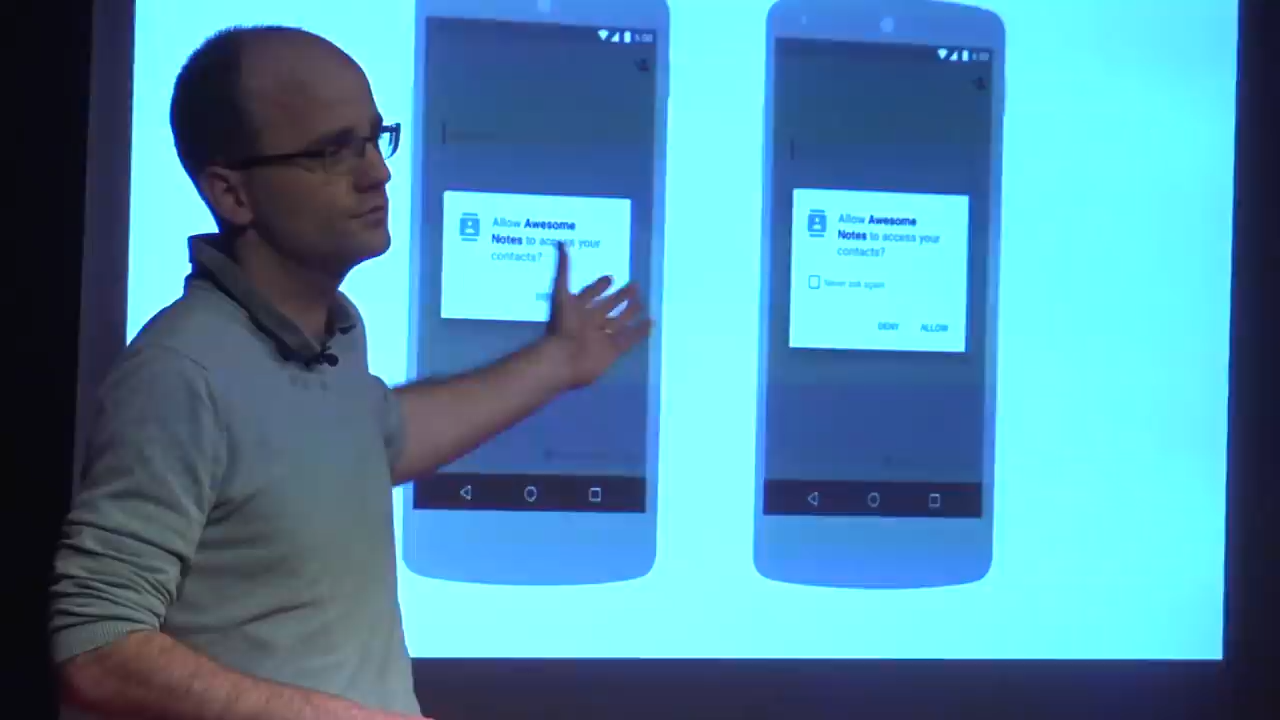 Allow Awesome
Notes to access your
contacts?
Allow Awesome
Notes to access your
contacts?
Never ask again
DENY ALLOW